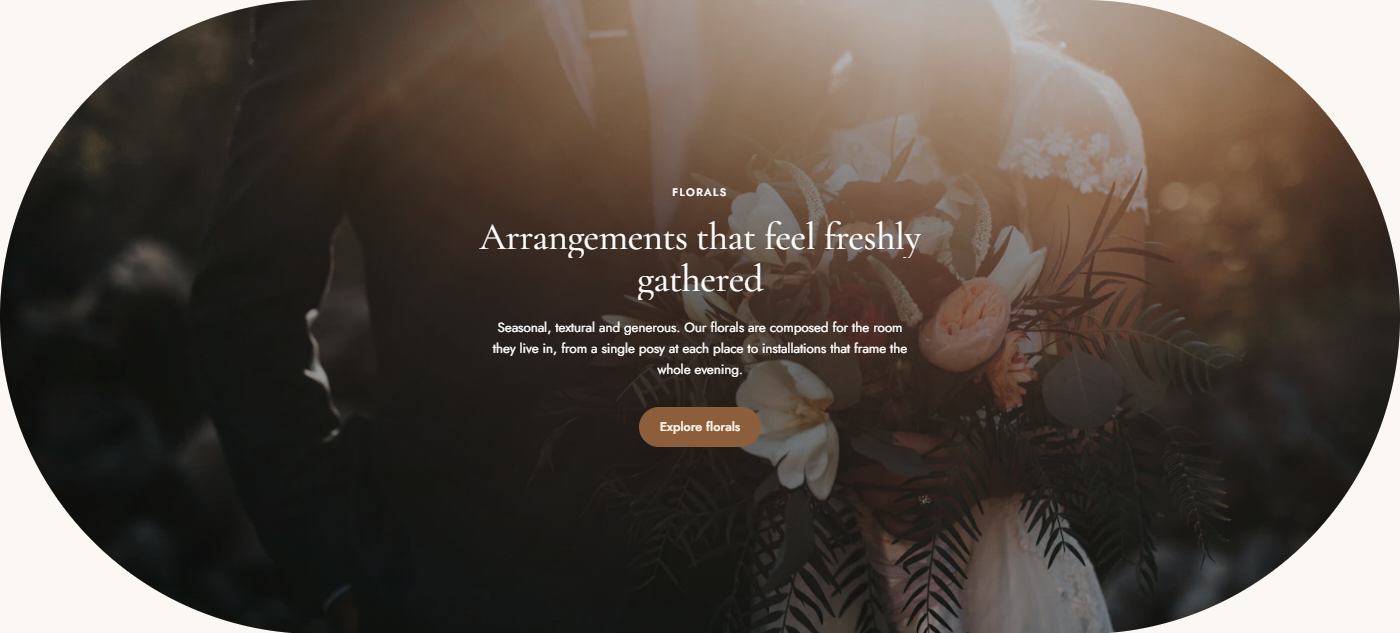 FLORALS
Arrangements that feel freshly
gathered
Seasonal, textural and generous. Our florals are composed for the room
they live in, from a single posy at each place to installations that frame the
whole evening.
Explore florals